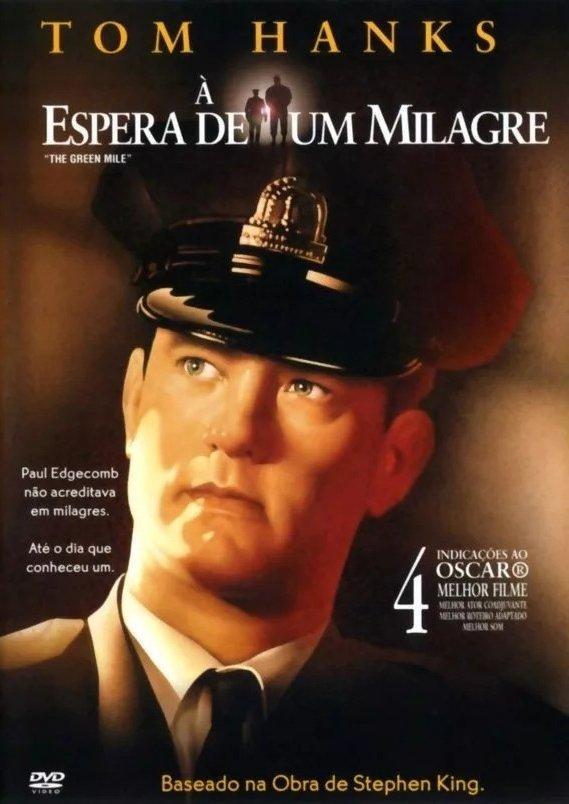 TOM HANKS
À
ESPERA DE UM MILAGRE
"THE GREEN MILE"
Paul Edgecomb
não acreditava
em milagres.
Até o dia que
conheceu um.
4
INDICAÇÕES AO
OSCAR®
MELHOR FILME
MELHOR ATOR COADJUVANTE
MELHOR ROTEIRO ADAPTADO
MELHOR SOM
DVD
VIDEO
Baseado na Obra de Stephen King.